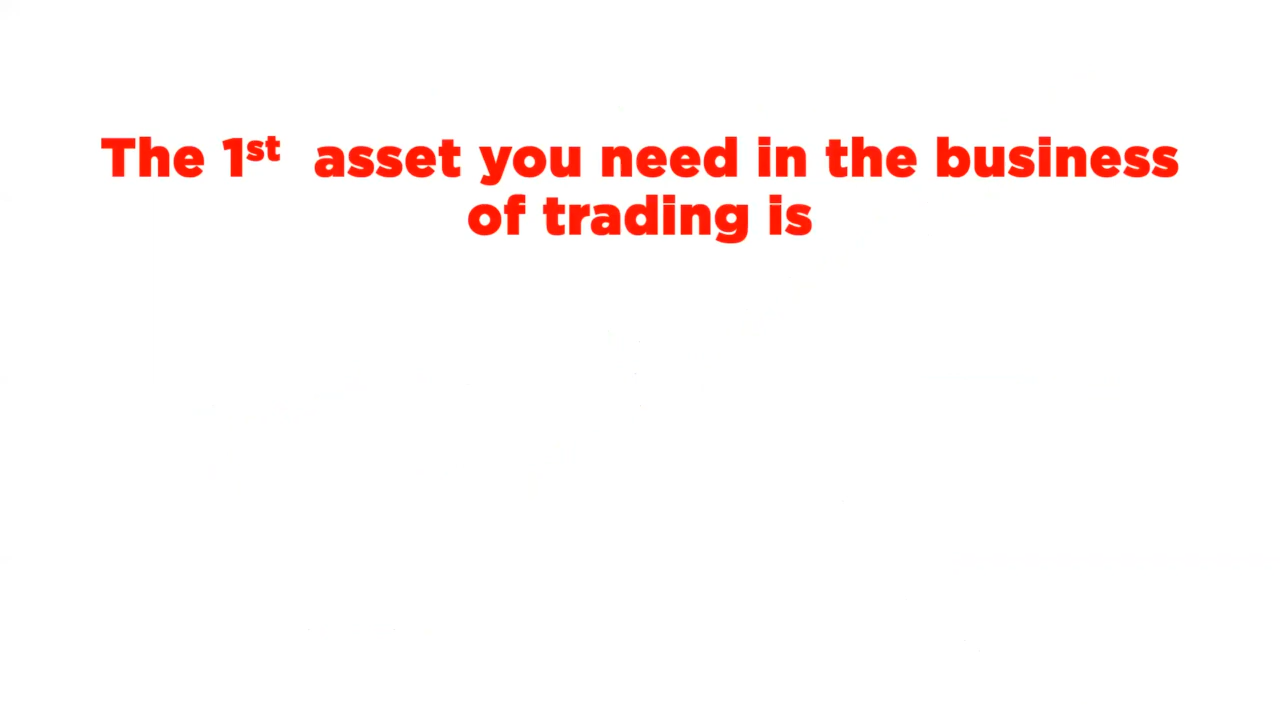 The 1st asset you need in the business
of trading is